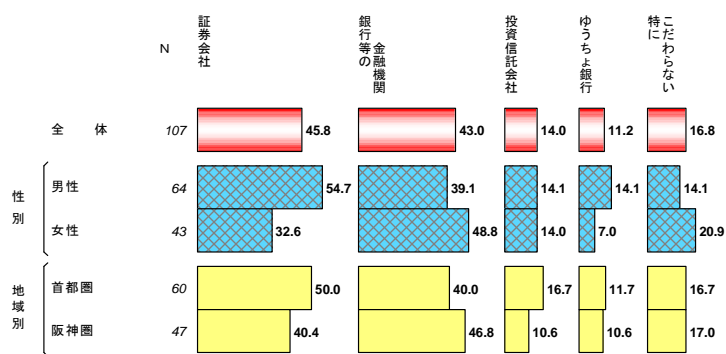 N
証券会社
銀行等の
金融機関
投資信託会社
ゆうちょ銀行
特に
こだわらない
全体 107 45.8 43.0 14.0 11.2 16.8
性別
男性 64 54.7 39.1 14.1 14.1 14.1
女性 43 32.6 48.8 14.0 7.0 20.9
地域別
首都圏 60 50.0 40.0 16.7 11.7 16.7
阪神圏 47 40.4 46.8 10.6 10.6 17.0